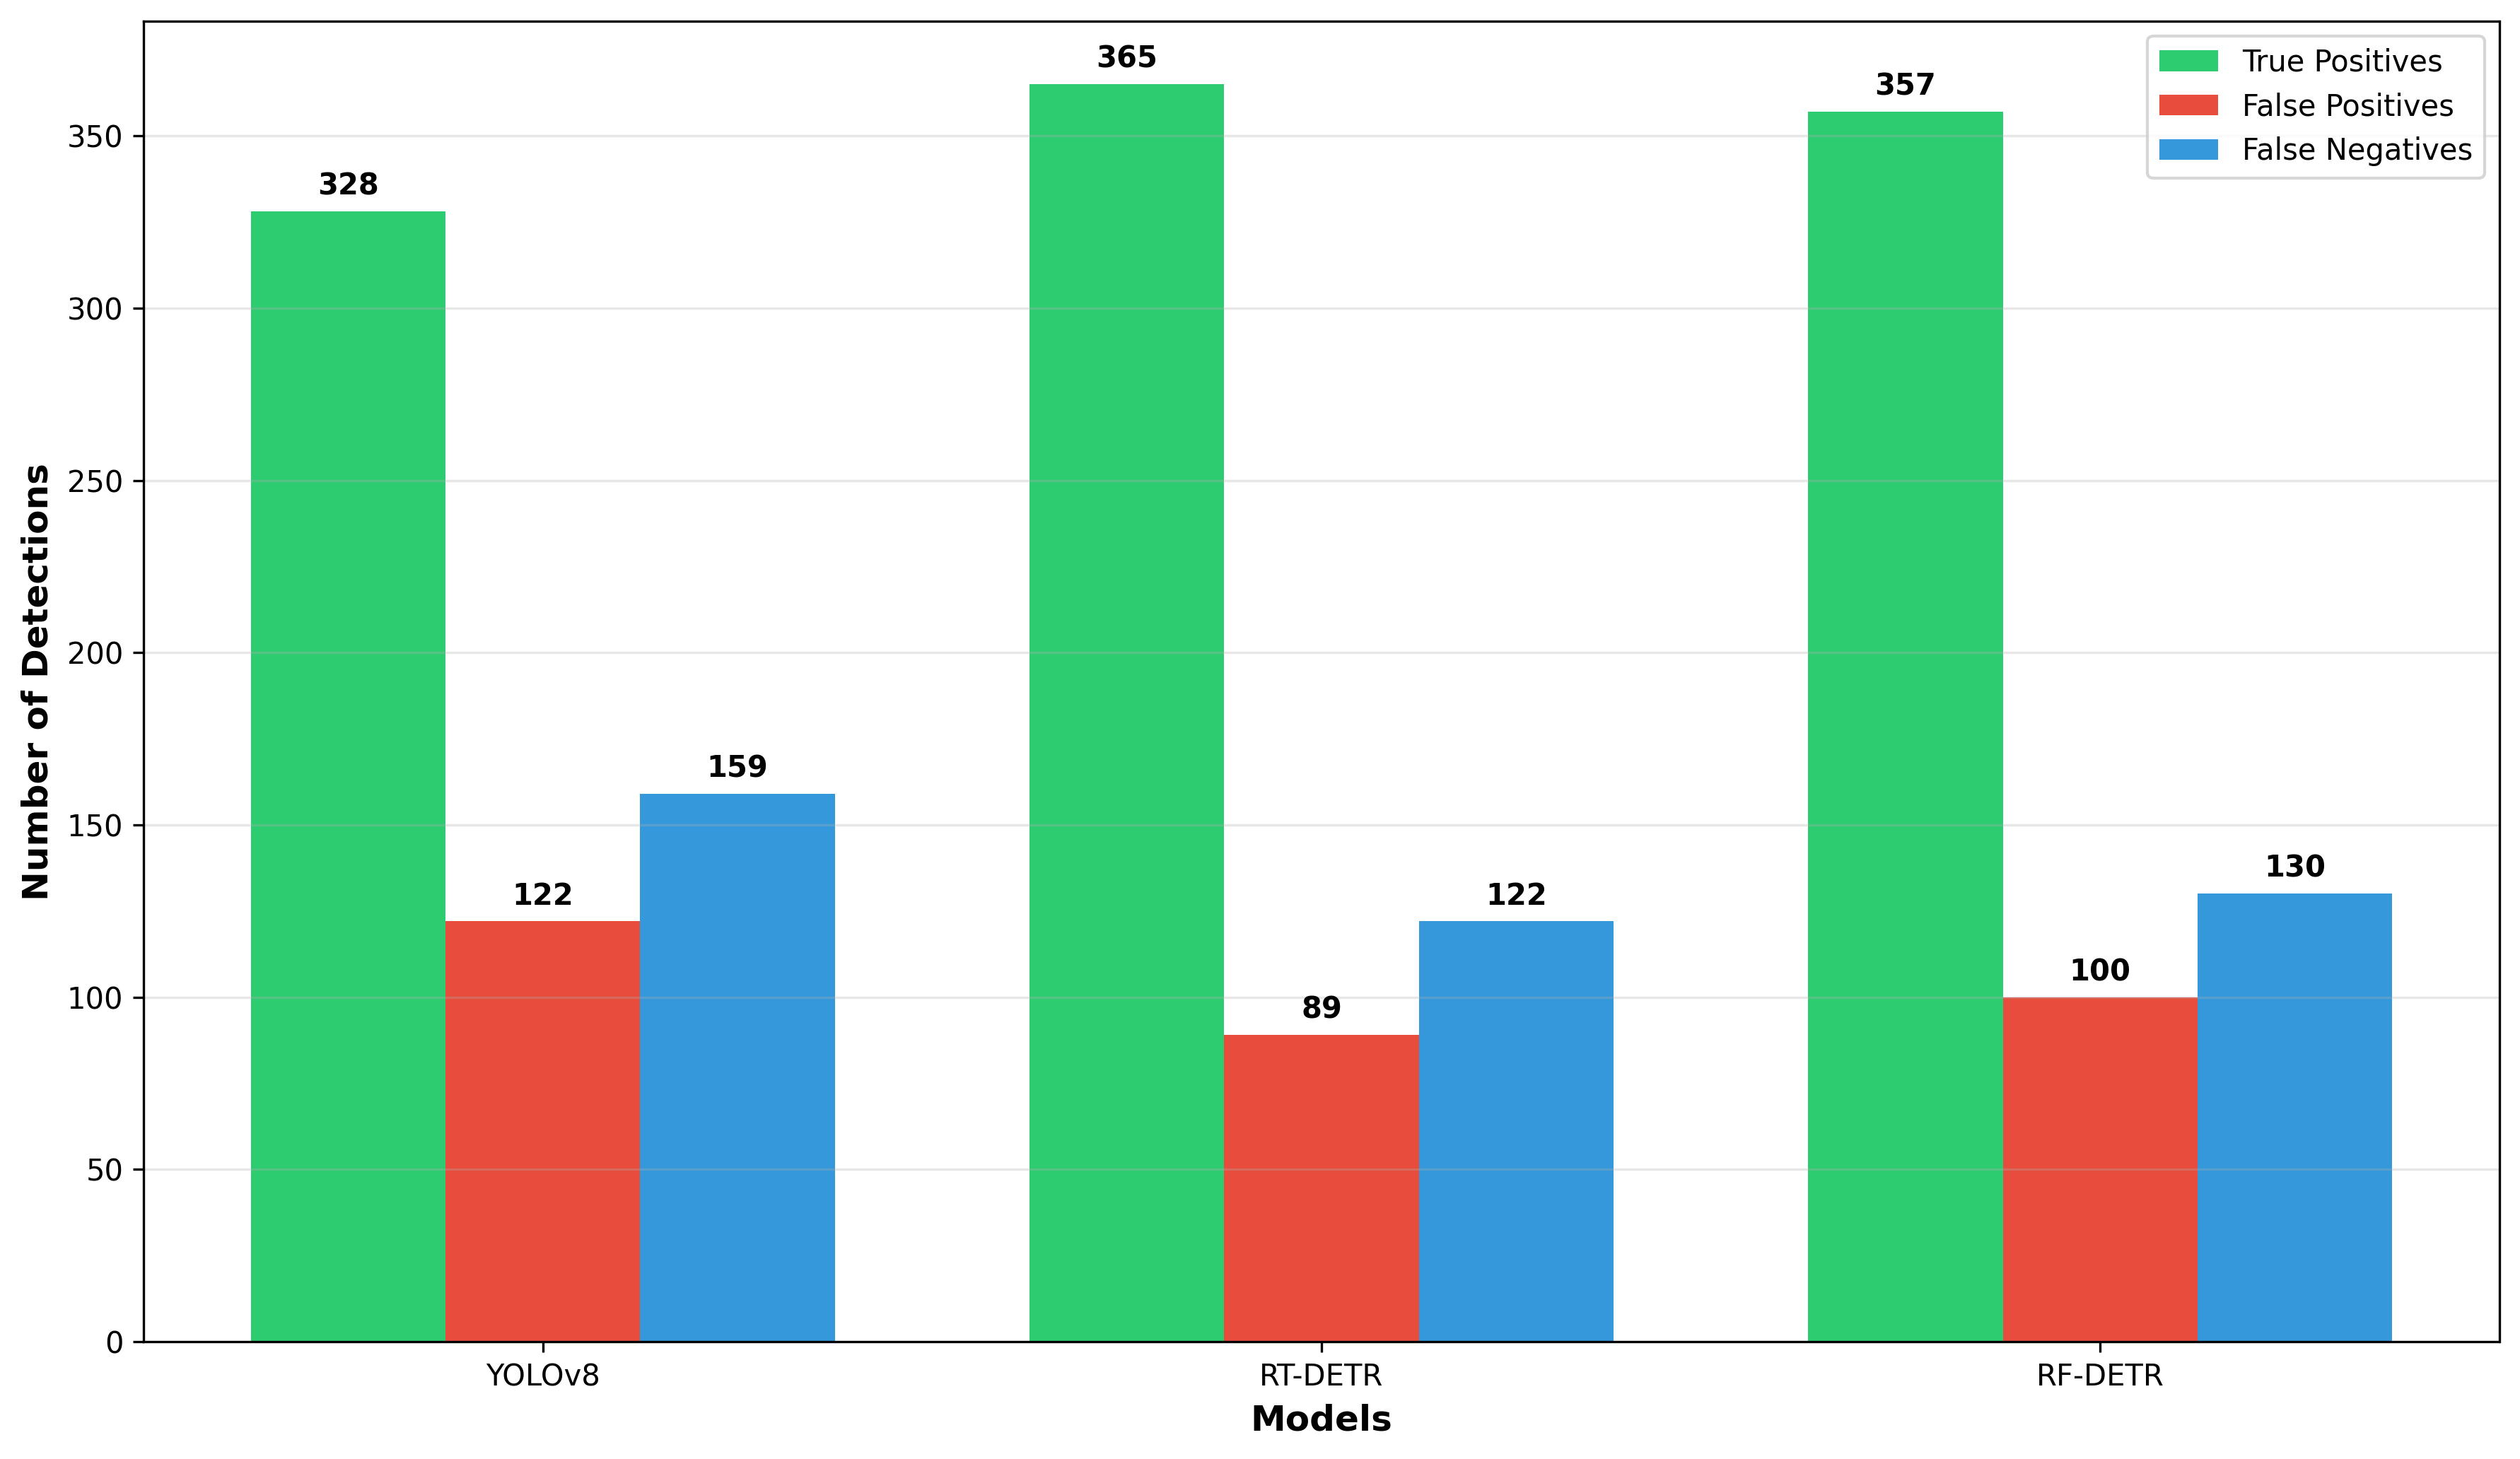 365
357
328
True Positives
False Positives
False Negatives
350
300
250
200
150
100
50
0
Number of Detections
159
122
89
122
100
130
YOLOv8
RT-DETR
RF-DETR
Models